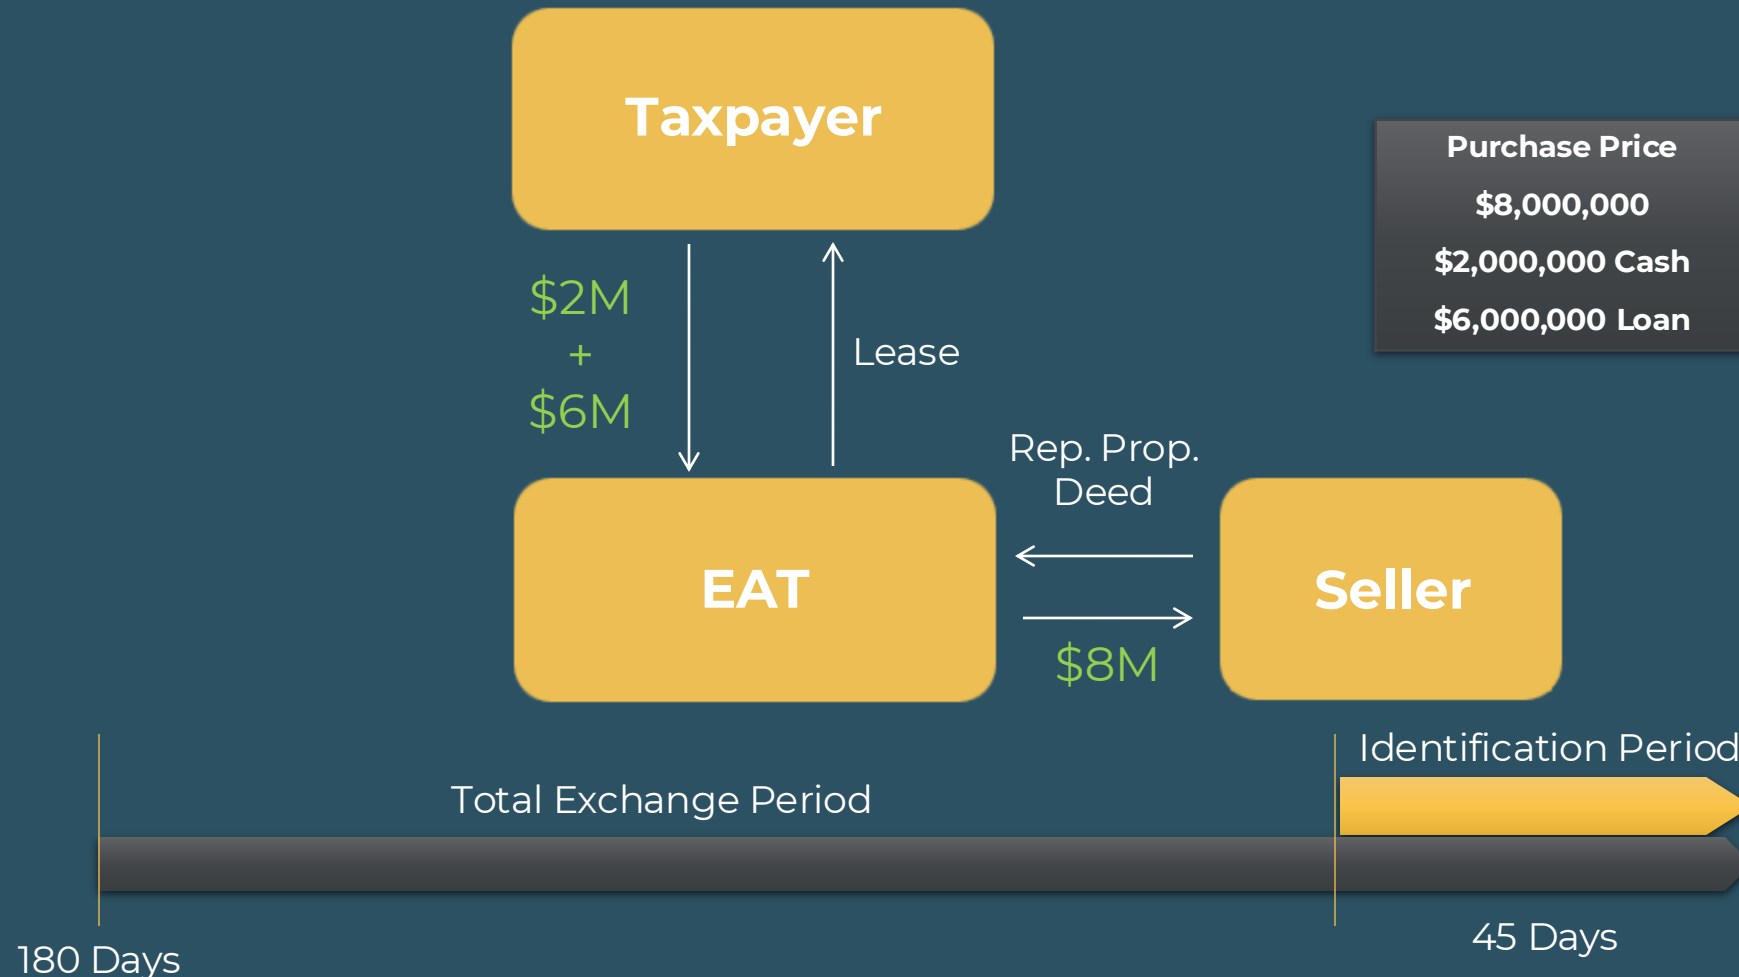 Taxpayer
Purchase Price
$8,000,000
$2,000,000 Cash
$6,000,000 Loan
$2M
+
$6M
Lease
Rep. Prop.
Deed
EAT
Seller
$8M
Identification Period
Total Exchange Period
45 Days
180 Days